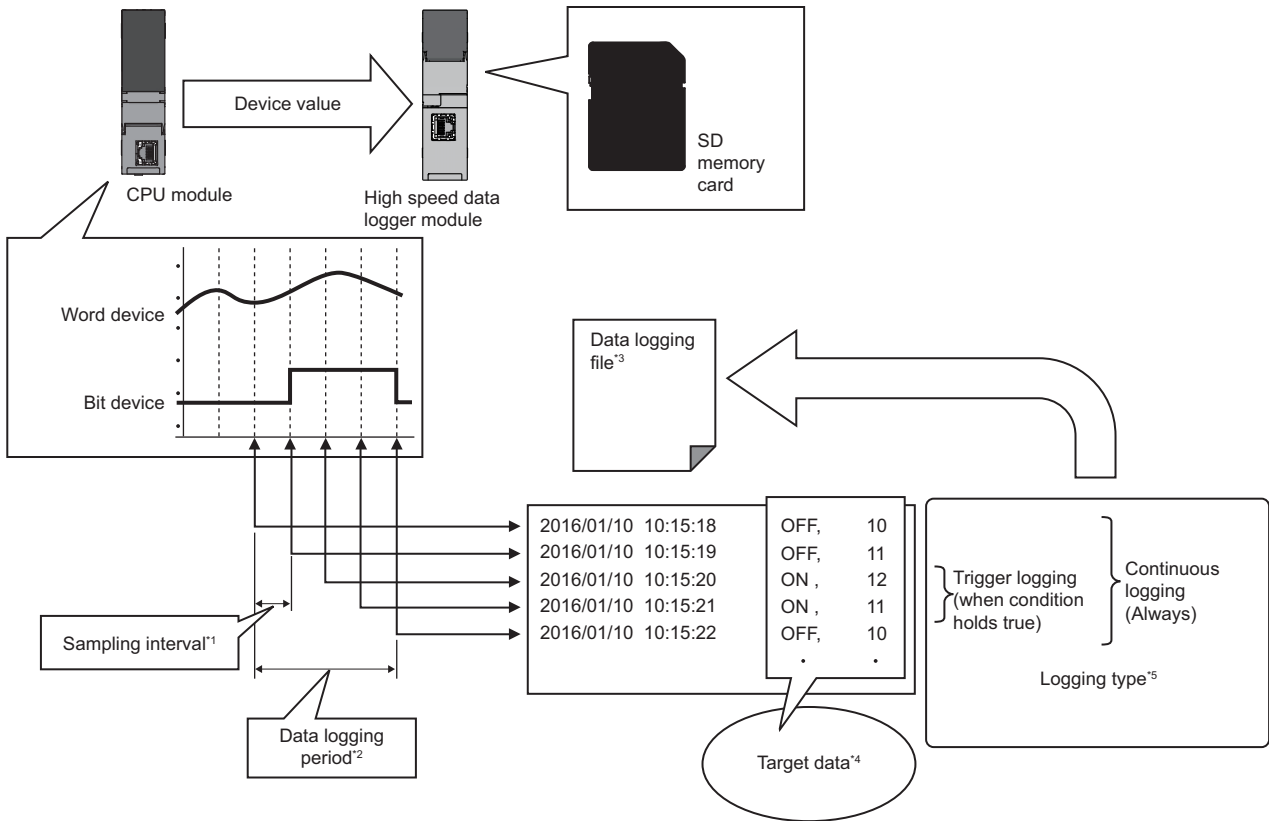 Device value
SD
memory
card
CPU module
High speed data
logger module
Word device
Bit device
Data logging
file*3
2016/01/10 10:15:18 OFF, 10
2016/01/10 10:15:19 OFF, 11
2016/01/10 10:15:20 ON , 12
2016/01/10 10:15:21 ON , 11
2016/01/10 10:15:22 OFF, 10
Trigger logging
(when condition
holds true)
Continuous
logging
(Always)
Logging type*5
Sampling interval*1
Data logging
period*2
Target data*4